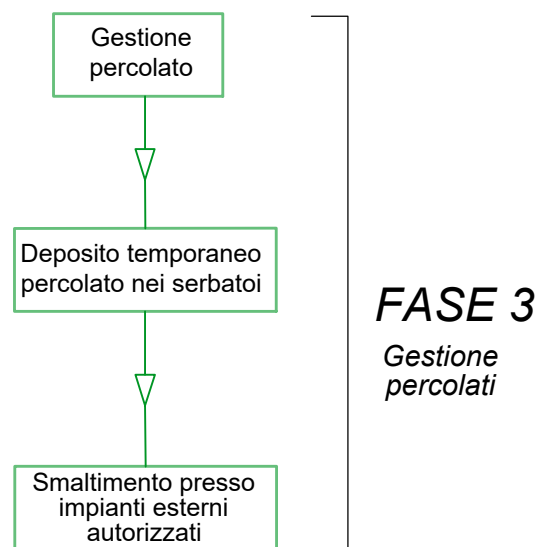 Gestione
percolato
Deposito temporaneo
percolato nei serbatoi
FASE 3
Gestione
percolati
Smaltimento presso
impianti esterni
autorizzati